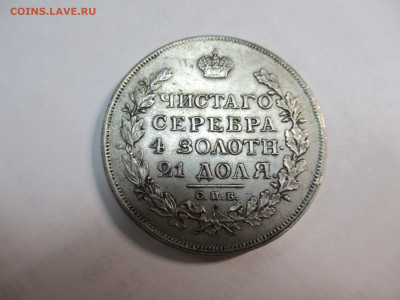 COINS.LAVE.RU
ЧИСТАГО
СЕРЕБРА
4 ЗОЛОТН
21 ДОЛЯ
С.П.Б.